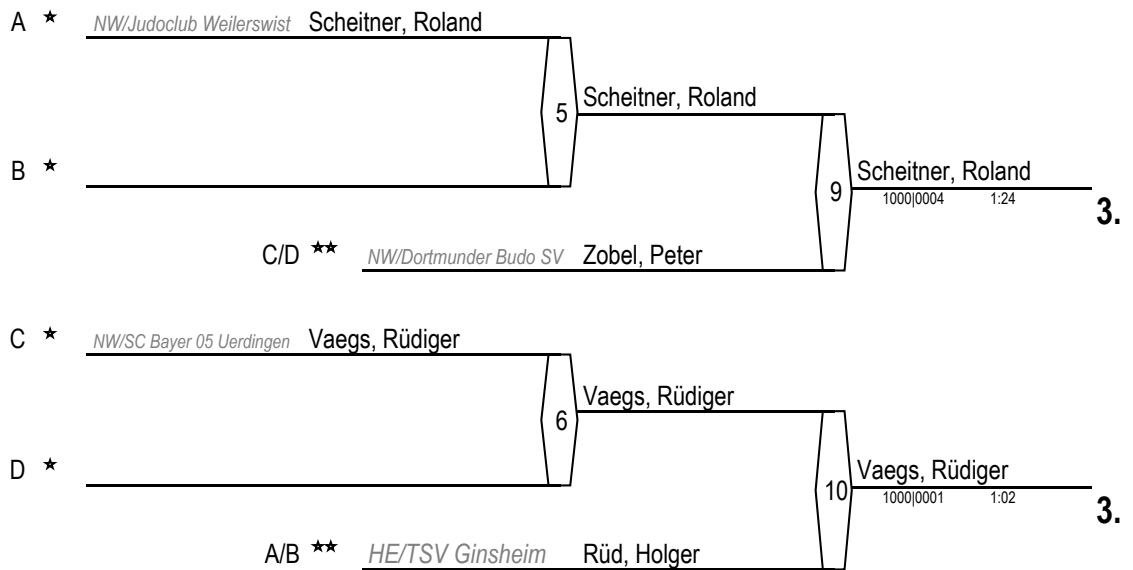 A ★ NW/Judoclub Weilerswist Scheitner, Roland
5 Scheitner, Roland
B ★
9 Scheitner, Roland
1000|0004 1:24
3.
C/D ★★ NW/Dortmunder Budo SV Zobel, Peter
C ★ NW/SC Bayer 05 Uerdingen Vaegs, Rüdiger
6 Vaegs, Rüdiger
D ★
10 Vaegs, Rüdiger
1000|0001 1:02
3.
A/B ★★ HE/TSV Ginsheim Rüd, Holger